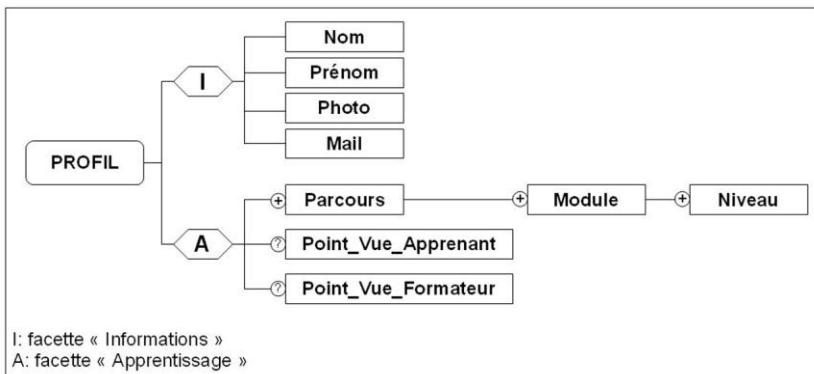 Nom
I
Prénom
Photo
Mail
PROFIL
+ Parcours + Module + Niveau
A
? Point_Vue_Apprenant
? Point_Vue_Formateur
I: facette « Informations »
A: facette « Apprentissage »